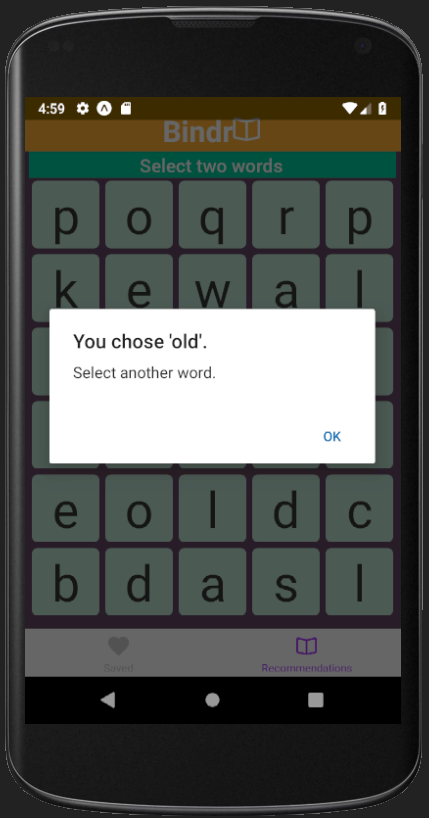 4:59
Bindr
Select two words
p o q r p
k e w a l
You chose 'old'.
Select another word.
OK
e o l d c
b d a s l
Saved
Recommendations